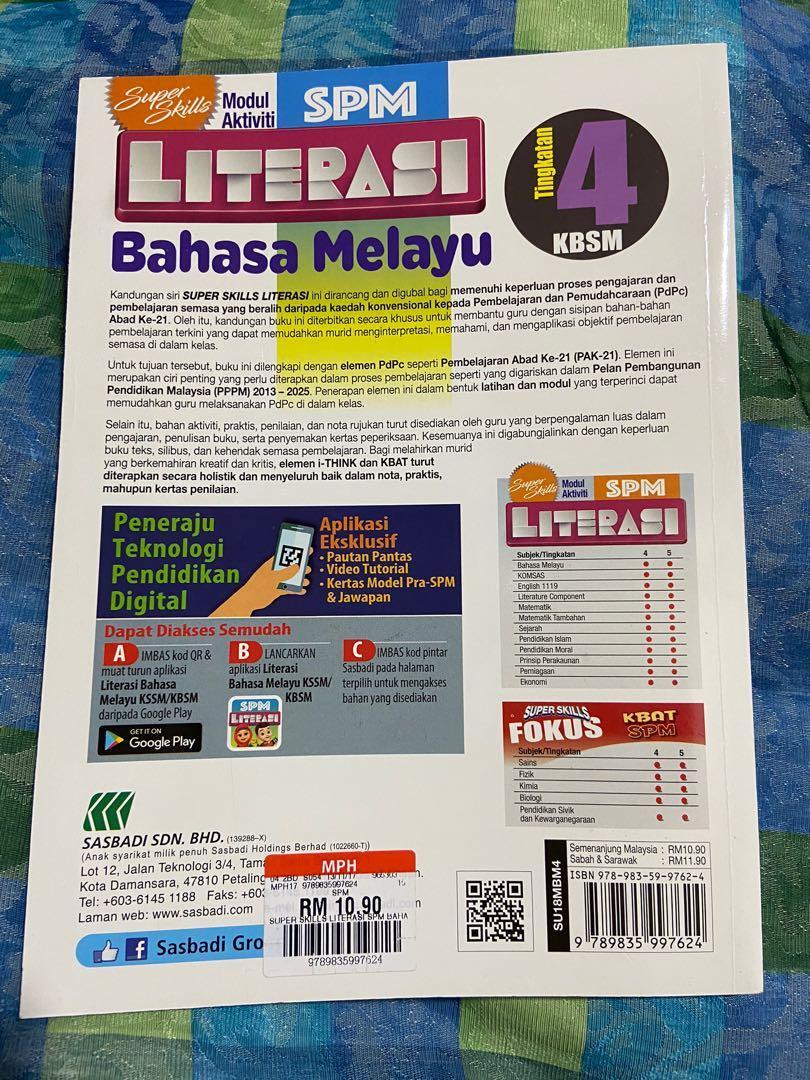 Super Skills
Modul Aktiviti
SPM
LITERASI
Bahasa Melayu
Tingkatan
4
KBSM
Kandungan siri SUPER SKILLS LITERASI ini dirancang dan digubal bagi memenuhi keperluan proses pengajaran dan
pembelajaran semasa yang beralih daripada kaedah konvensional kepada Pembelajaran dan Pemudahcaraan (PdPc)
Abad Ke-21. Oleh itu, kandungan buku ini diterbitkan secara khusus untuk membantu guru dengan sisipan bahan-bahan
pembelajaran terkini yang dapat memudahkan murid menginterpretasi, memahami, dan mengaplikasi objektif pembelajaran
semasa di dalam kelas.
Untuk tujuan tersebut, buku ini dilengkapi dengan elemen PdPc seperti Pembelajaran Abad Ke-21 (PAK-21). Elemen ini
merupakan ciri penting yang perlu diterapkan dalam proses pembelajaran seperti yang digariskan dalam Pelan Pembangunan
Pendidikan Malaysia (PPPM) 2013 – 2025. Penerapan elemen ini dalam bentuk latihan dan modul yang terperinci dapat
memudahkan guru melaksanakan PdPc di dalam kelas.
Selain itu, bahan aktiviti, praktis, penilaian, dan nota rujukan turut disediakan oleh guru yang berpengalaman luas dalam
pengajaran, penulisan buku, serta penyemakan kertas peperiksaan. Kesemuanya ini digabungjalinkan dengan keperluan
buku teks, silibus, dan kehendak semasa pembelajaran. Bagi melahirkan murid
yang berkemahiran kreatif dan kritis, elemen i-THINK dan KBAT turut
diterapkan secara holistik dan menyeluruh baik dalam nota, praktis,
mahupun kertas penilaian.
Peneraju
Teknologi
Pendidikan
Digital
Aplikasi
Eksklusif
• Pautan Pantas
• Video Tutorial
• Kertas Model Pra-SPM
& Jawapan
Dapat Diakses Semudah
A IMBAS kod QR &
muat turun aplikasi
Literasi Bahasa
Melayu KSSM/KBSM
daripada Google Play
GET IT ON
Google Play
B LANCARKAN
aplikasi Literasi
Bahasa Melayu KSSM/
KBSM
SPM
LITERASI
C IMBAS kod pintar
Sasbadi pada halaman
terpilih untuk mengakses
bahan yang disediakan
Super Skills
Modul Aktiviti
SPM
LITERASI
Subjek/Tingkatan 4 5
Bahasa Melayu
KOMSAS
English 1119
Literature Component
Matematik
Matematik Tambahan
Sejarah
Pendidikan Islam
Pendidikan Moral
Prinsip Perakaunan
Perniagaan
Ekonomi
SUPER SKILLS
FOKUS
KBAT
SPM
Subjek/Tingkatan 4 5
Sains
Fizik
Kimia
Biologi
Pendidikan Sivik
dan Kewarganegaraan
SASBADI SDN. BHD. (139288–X)
(Anak syarikat milik penuh Sasbadi Holdings Berhad (1022660-T))
Lot 12, Jalan Teknologi 3/4,
Kota Damansara, 47810 Petaling
Tel: +603-6145 1188 Faks:
Laman web: www.sasbadi.com
Sasbadi
MPH
04 2BD S054 13/11/17 15
MPH17 9789835997624
SPM
RM 10.90
SUPER SKILLS LITERASI SPM BAHA
9789835997624
SU18MBM4
Semenanjung Malaysia : RM10.90
Sabah & Sarawak : RM11.90
ISBN 978-983-59-9762-4
9 789835 997624